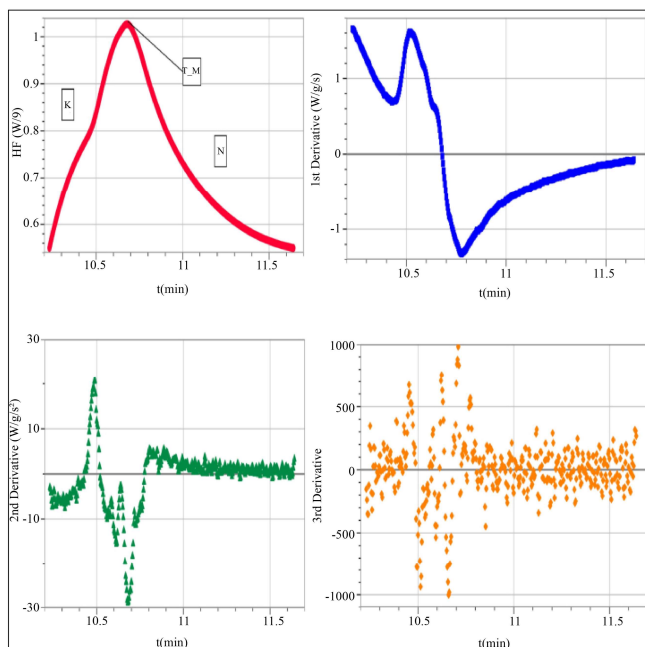 HF (W/9)
1
0.9
0.8
0.7
0.6
K
T_M
N
10.5
11
11.5
t(min)
1st Derivative (W/g/s)
1
0
-1
10.5
11
11.5
t(min)
2nd Derivative (W/g/s²)
30
10
-10
-30
10.5
11
11.5
t(min)
3rd Derivative
1000
500
0
-500
-1000
10.5
11
11.5
t(min)